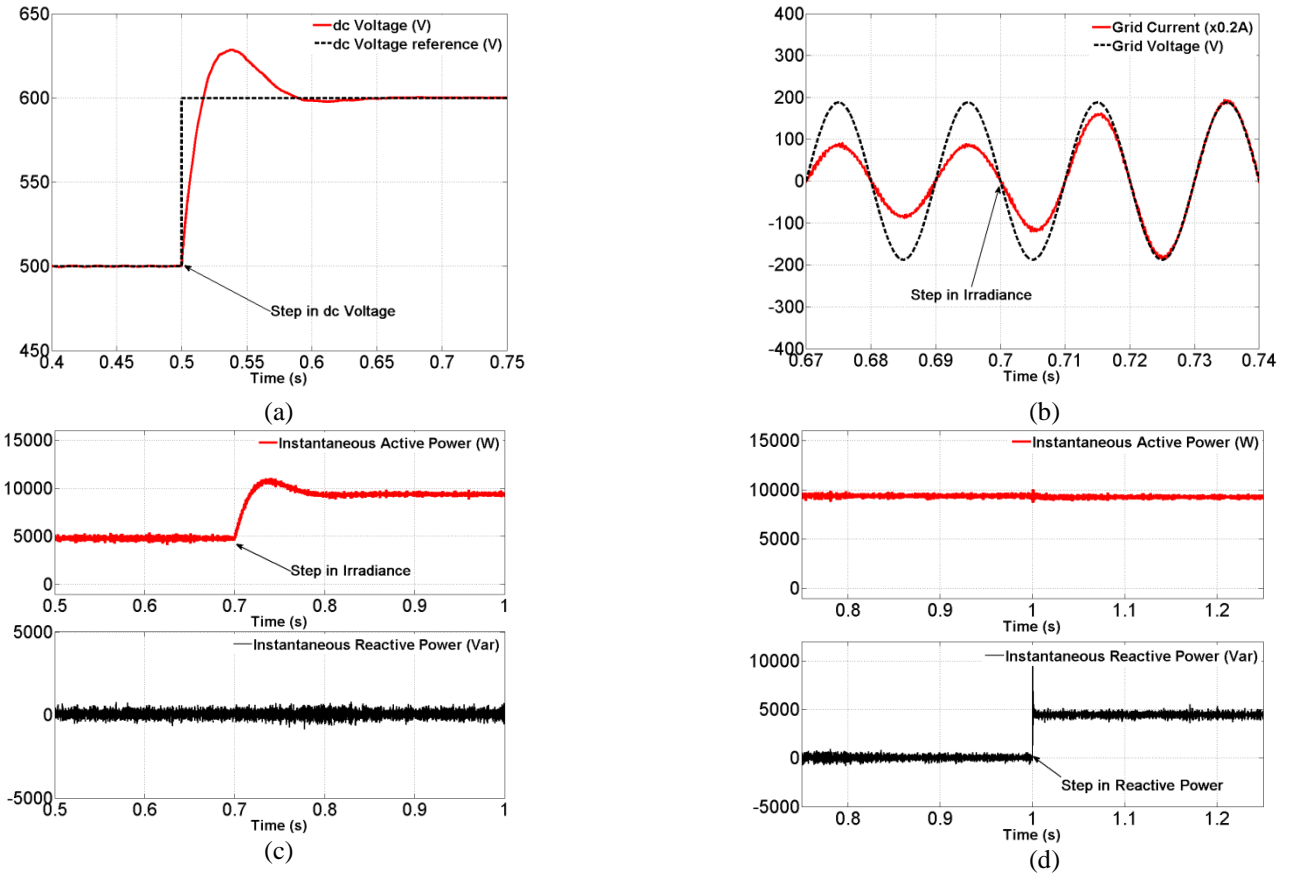 650
600
550
500
450
dc Voltage (V)
dc Voltage reference (V)
Step in dc Voltage
0.4 0.45 0.5 0.55 0.6 0.65 0.7 0.75
Time (s)
(a)
400
300
200
100
0
-100
-200
-300
-400
Grid Current (x0.2A)
Grid Voltage (V)
Step in Irradiance
0.67 0.68 0.69 0.7 0.71 0.72 0.73 0.74
Time (s)
(b)
15000
10000
5000
0
Instantaneous Active Power (W)
Step in Irradiance
0.5 0.6 0.7 0.8 0.9 1
Time (s)
5000
0
-5000
Instantaneous Reactive Power (Var)
0.5 0.6 0.7 0.8 0.9 1
Time (s)
(c)
15000
10000
5000
0
Instantaneous Active Power (W)
0.8 0.9 1 1.1 1.2
Time (s)
10000
5000
0
-5000
Instantaneous Reactive Power (Var)
Step in Reactive Power
0.8 0.9 1 1.1 1.2
Time (s)
(d)